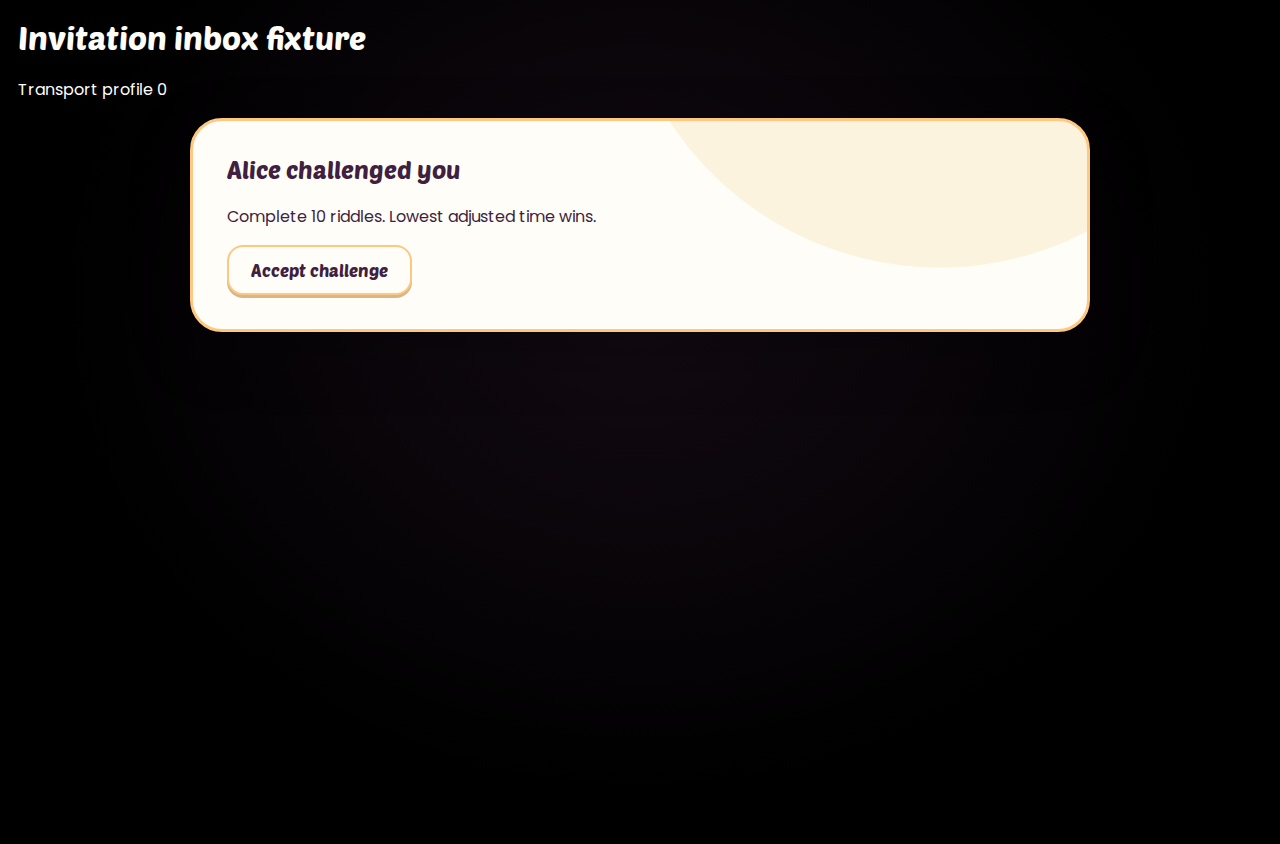 Invitation inbox fixture
Transport profile 0
Alice challenged you
Complete 10 riddles. Lowest adjusted time wins.
Accept challenge